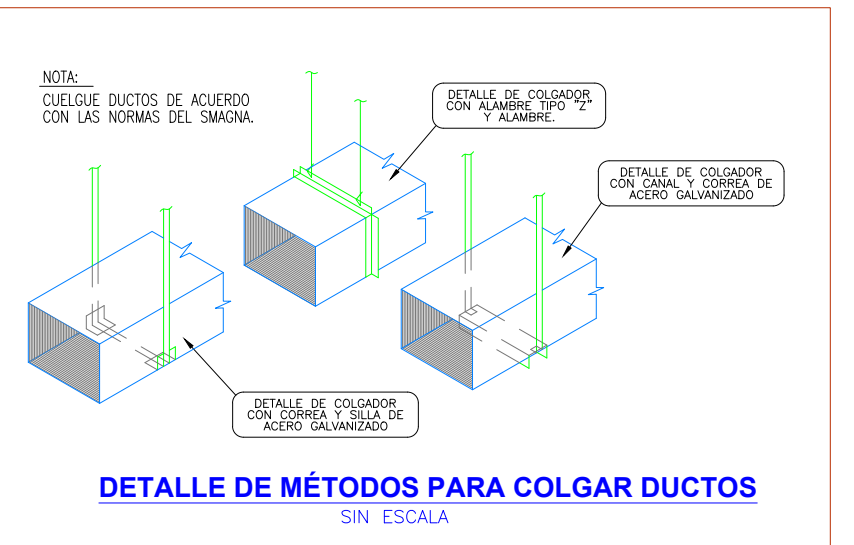 NOTA:
CUELGUE DUCTOS DE ACUERDO
CON LAS NORMAS DEL SMAGNA.
DETALLE DE COLGADOR
CON ALAMBRE TIPO "Z"
Y ALAMBRE.
DETALLE DE COLGADOR
CON CANAL Y CORREA DE
ACERO GALVANIZADO
DETALLE DE COLGADOR
CON CORREA Y SILLA DE
ACERO GALVANIZADO
DETALLE DE MÉTODOS PARA COLGAR DUCTOS
SIN ESCALA